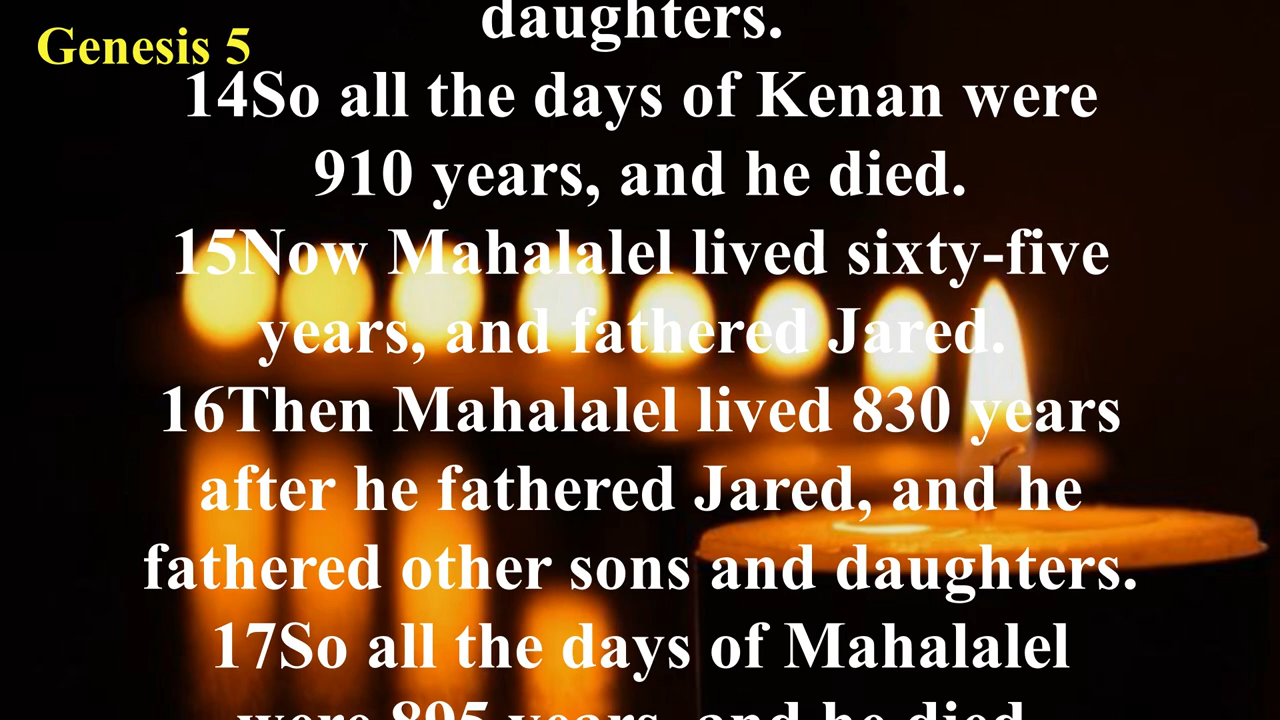 Genesis 5
daughters.
14So all the days of Kenan were
910 years, and he died.
15Now Mahalalel lived sixty-five
years, and fathered Jared.
16Then Mahalalel lived 830 years
after he fathered Jared, and he
fathered other sons and daughters.
17So all the days of Mahalalel
were 895 years, and he died.